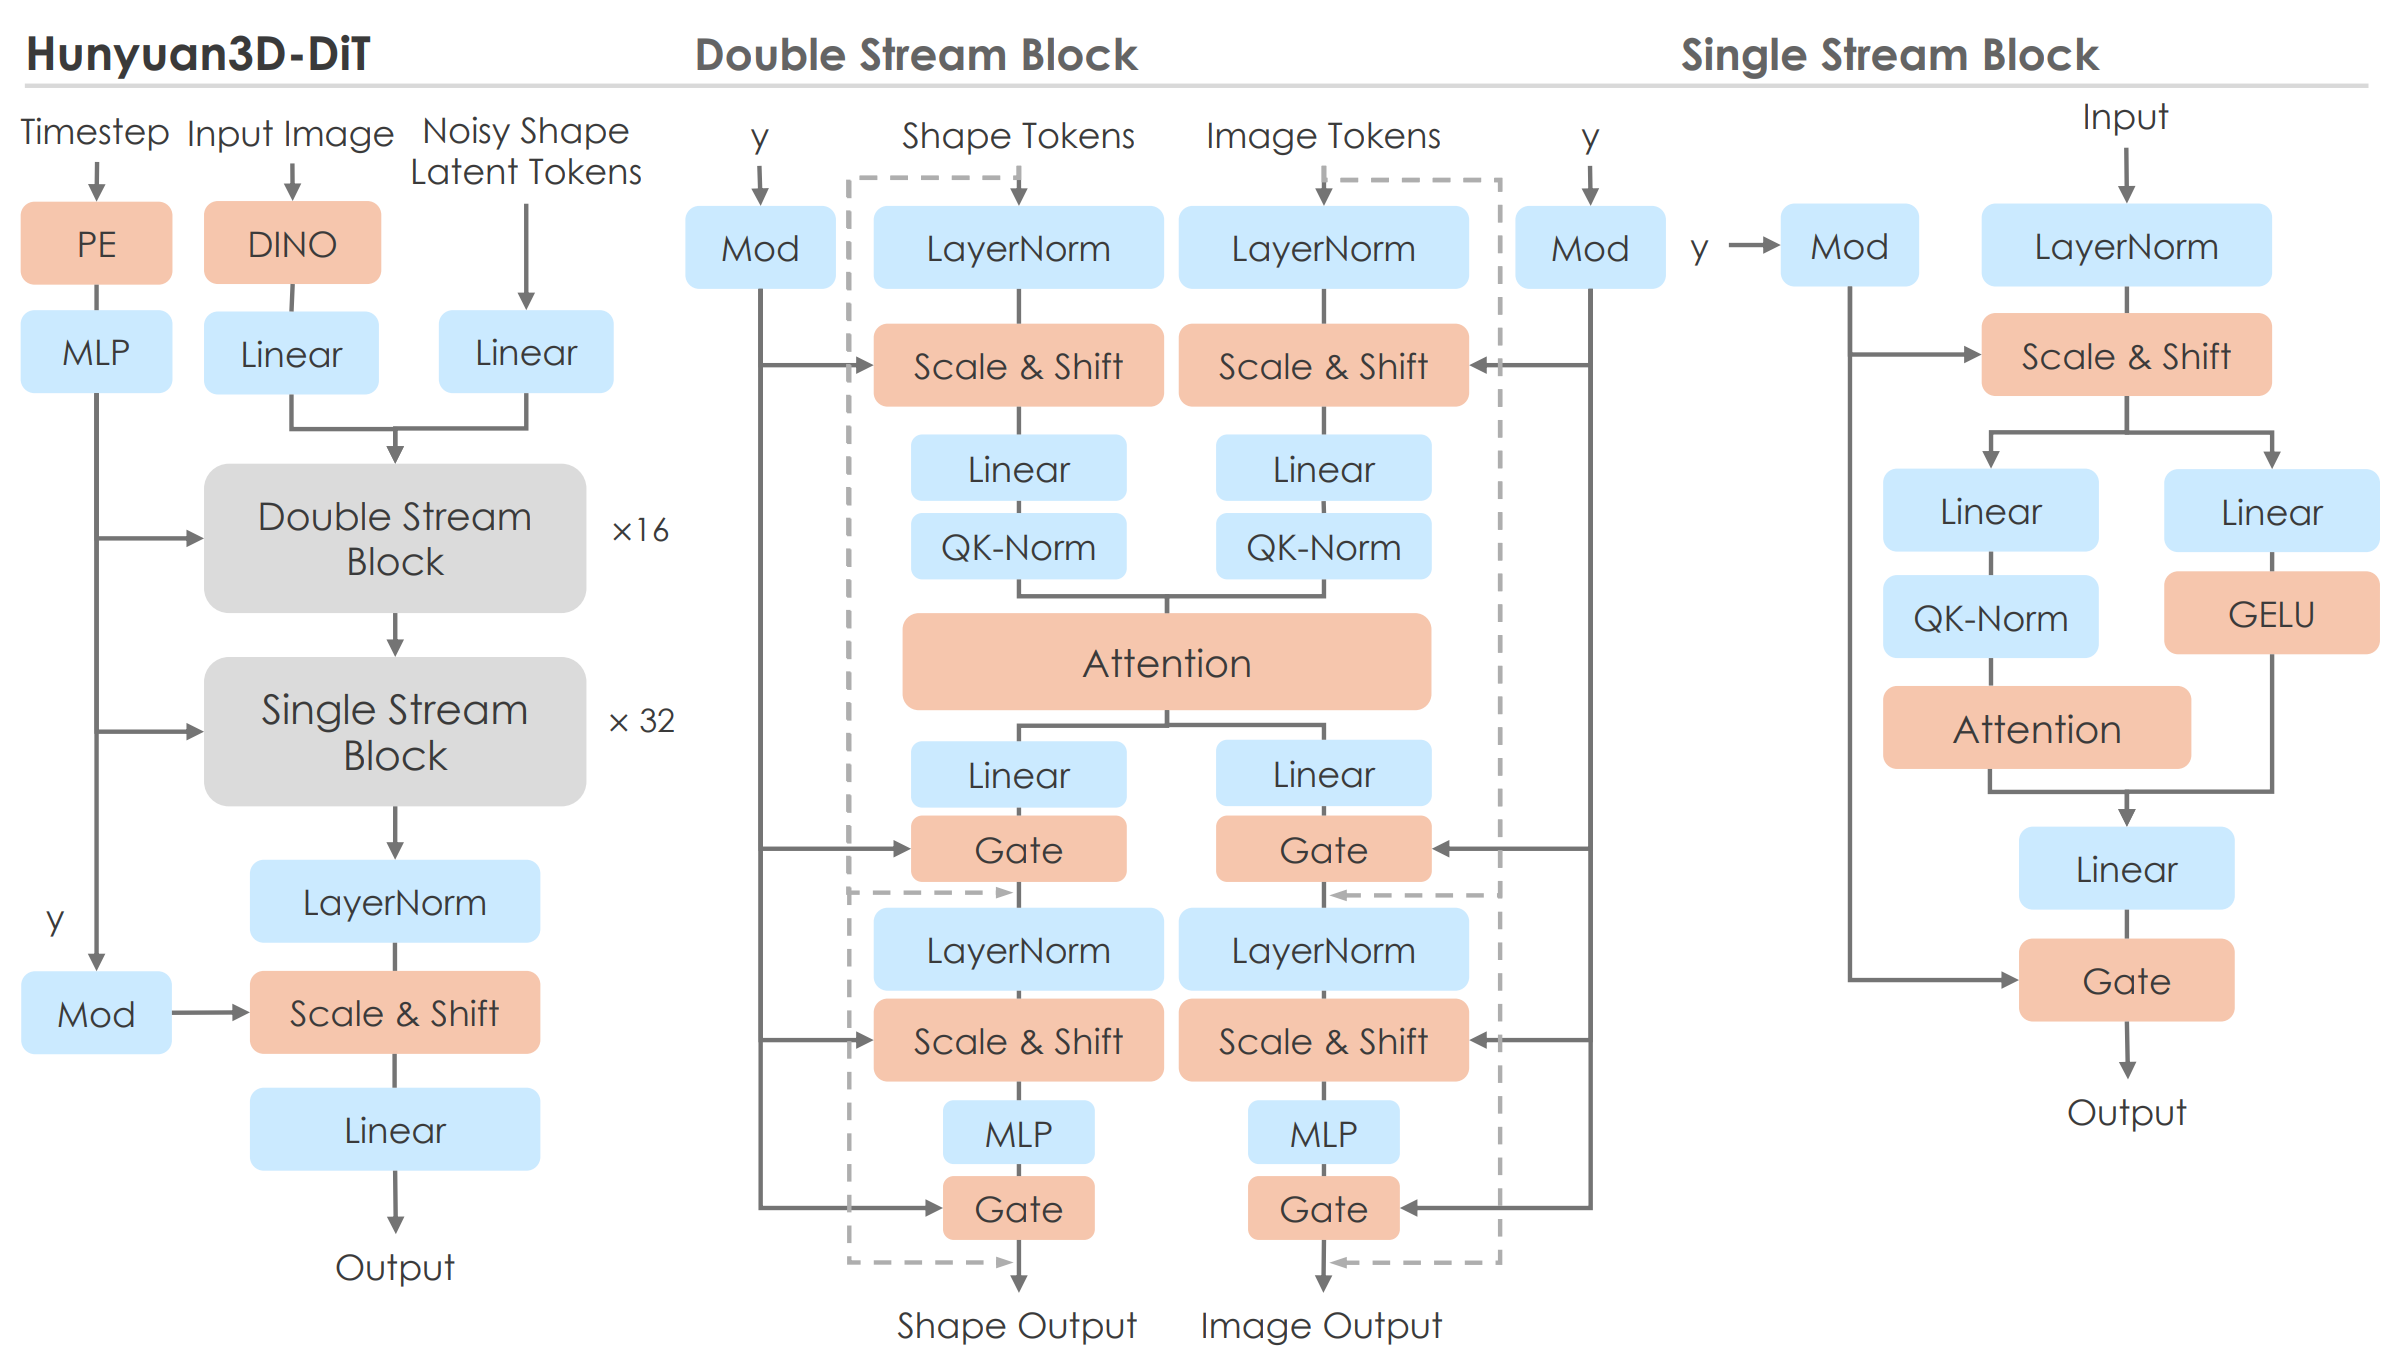 Hunyuan3D-DiT
Timestep
Input Image
Noisy Shape
Latent Tokens
PE
DINO
MLP
Linear
Linear
Double Stream
Block
×16
Single Stream
Block
× 32
LayerNorm
y
Mod
Scale & Shift
Linear
Output
Double Stream Block
y
Shape Tokens
Image Tokens
y
Mod
LayerNorm
LayerNorm
Mod
Scale & Shift
Scale & Shift
Linear
Linear
QK-Norm
QK-Norm
Attention
Linear
Linear
Gate
Gate
LayerNorm
LayerNorm
Scale & Shift
Scale & Shift
MLP
MLP
Gate
Gate
Shape Output
Image Output
Single Stream Block
Input
y
Mod
LayerNorm
Scale & Shift
Linear
Linear
QK-Norm
GELU
Attention
Linear
Gate
Output